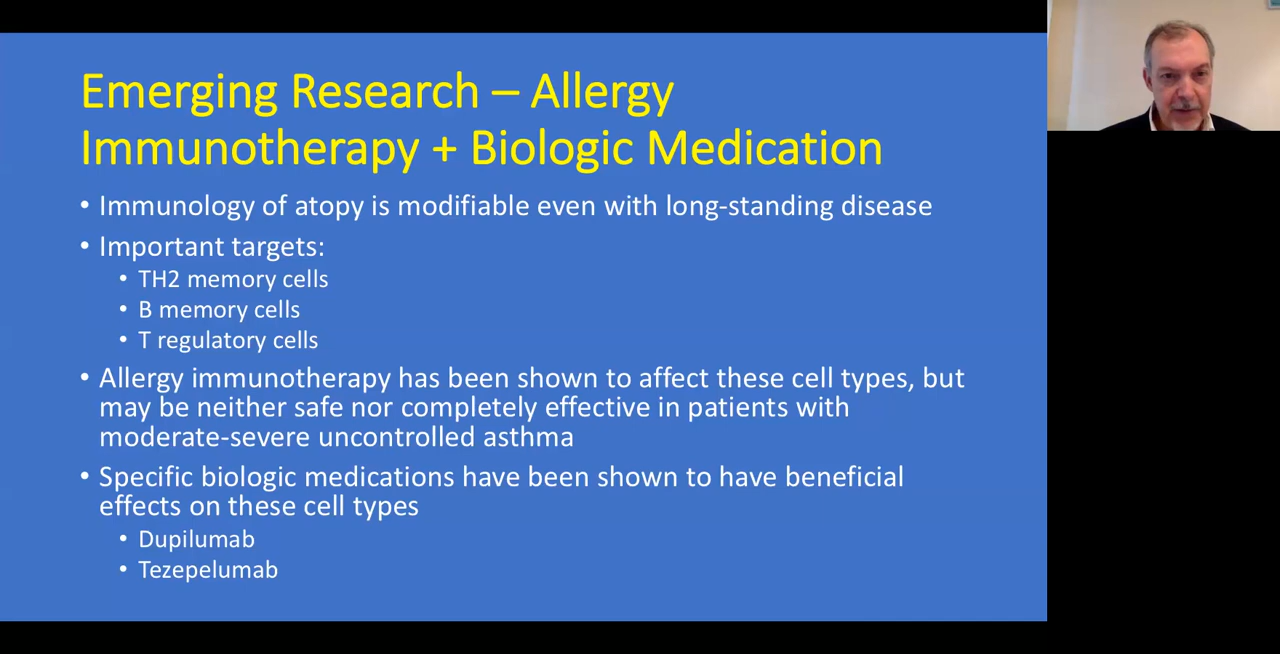 Emerging Research – Allergy
Immunotherapy + Biologic Medication
• Immunology of atopy is modifiable even with long-standing disease
• Important targets:
• TH2 memory cells
• B memory cells
• T regulatory cells
• Allergy immunotherapy has been shown to affect these cell types, but
may be neither safe nor completely effective in patients with
moderate-severe uncontrolled asthma
• Specific biologic medications have been shown to have beneficial
effects on these cell types
• Dupilumab
• Tezepelumab